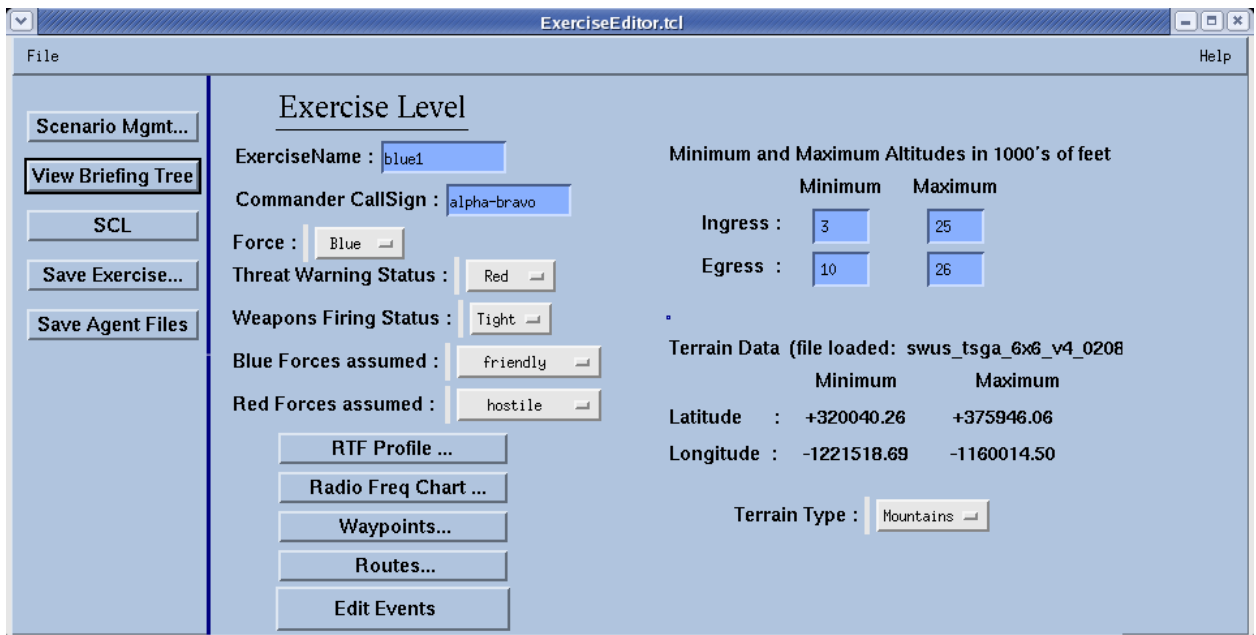 ExerciseEditor.tcl
File Help
Scenario Mgmt...
View Briefing Tree
SCL
Save Exercise...
Save Agent Files
Exercise Level
ExerciseName : blue1
Commander CallSign : alpha-bravo
Force : Blue
Threat Warning Status : Red
Weapons Firing Status : Tight
Blue Forces assumed : friendly
Red Forces assumed : hostile
RTF Profile ...
Radio Freq Chart ...
Waypoints...
Routes...
Edit Events
Minimum and Maximum Altitudes in 1000's of feet
Minimum Maximum
Ingress : 3 25
Egress : 10 26
Terrain Data (file loaded: swus_tsga_6x6_v4_0208
Minimum Maximum
Latitude : +320040.26 +375946.06
Longitude : -1221518.69 -1160014.50
Terrain Type : Mountains